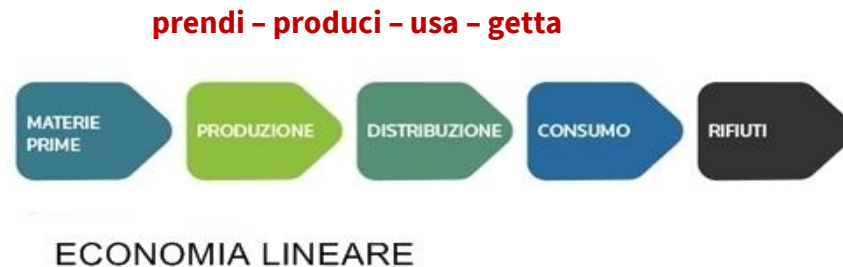 prendi – produci – usa – getta
MATERIE
PRIME
PRODUZIONE
DISTRIBUZIONE
CONSUMO
RIFIUTI
ECONOMIA LINEARE